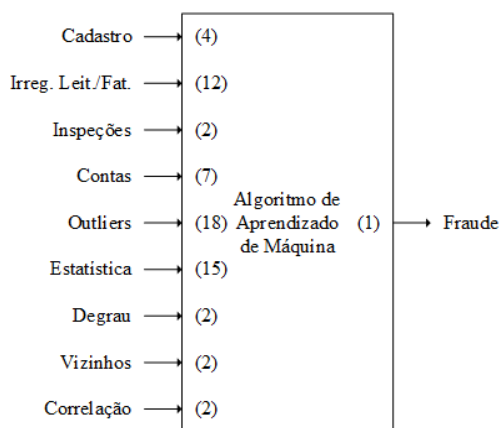 Cadastro (4)
Irreg. Leit./Fat. (12)
Inspeções (2)
Contas (7)
Outliers (18)
Estatistica (15)
Degrau (2)
Vizinhos (2)
Correlação (2)
Algoritmo de
Aprendizado
de Máquina
(1) Fraude